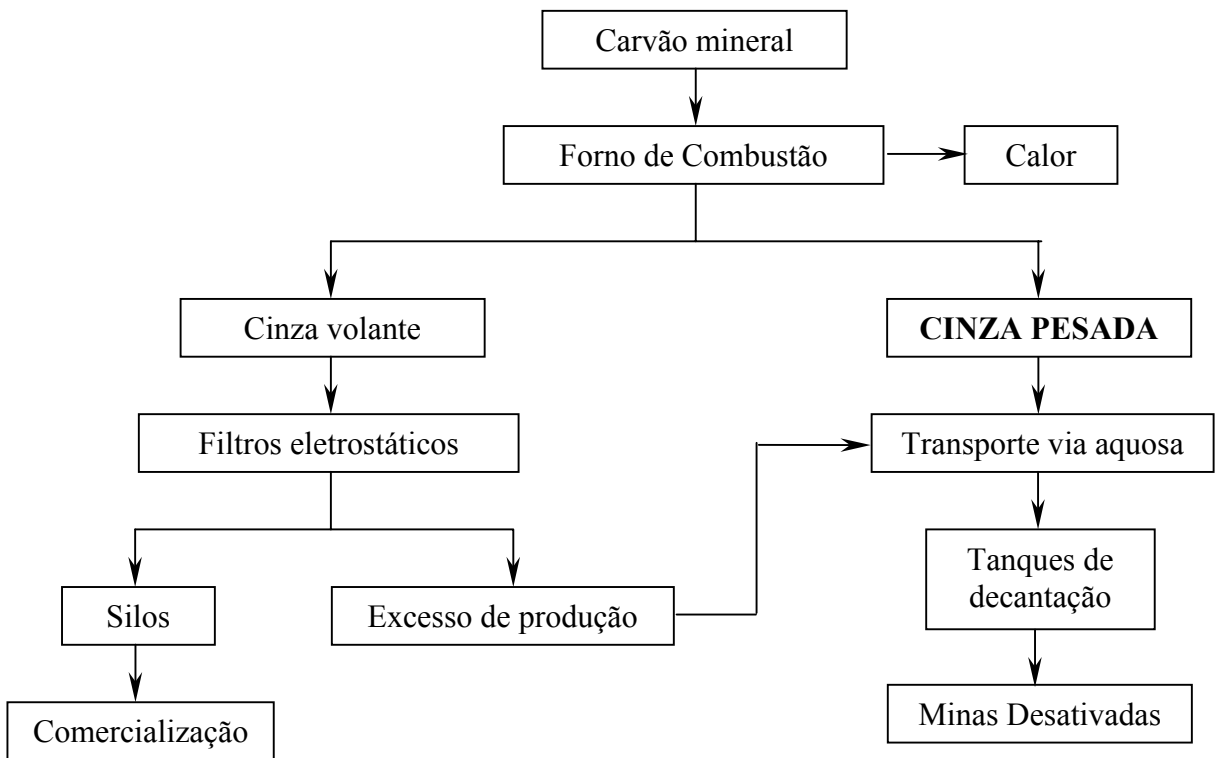 Carvão mineral
Forno de Combustão
Calor
Cinza volante
CINZA PESADA
Filtros eletrostáticos
Transporte via aquosa
Silos
Excesso de produção
Tanques de
decantação
Comercialização
Minas Desativadas